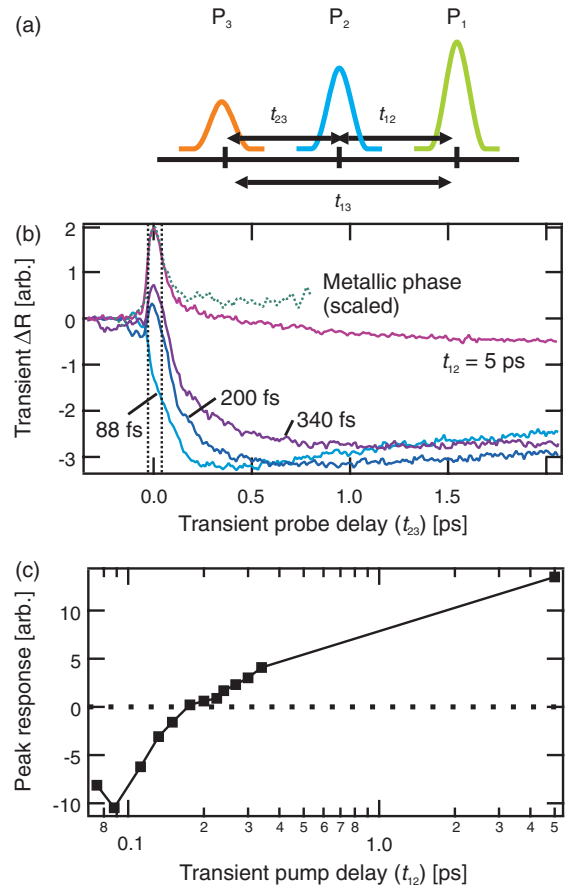 (a)
P3 P2 P1
t23 t12
t13
(b)
Transient ΔR [arb.]
2
1
0
-1
-2
-3
Metallic phase
(scaled)
t12 = 5 ps
200 fs
340 fs
88 fs
0.0 0.5 1.0 1.5
Transient probe delay (t23) [ps]
(c)
Peak response [arb.]
10
5
0
-5
-10
8 2 3 4 5 6 7 8 2 3 4 5
0.1 1.0
Transient pump delay (t12) [ps]